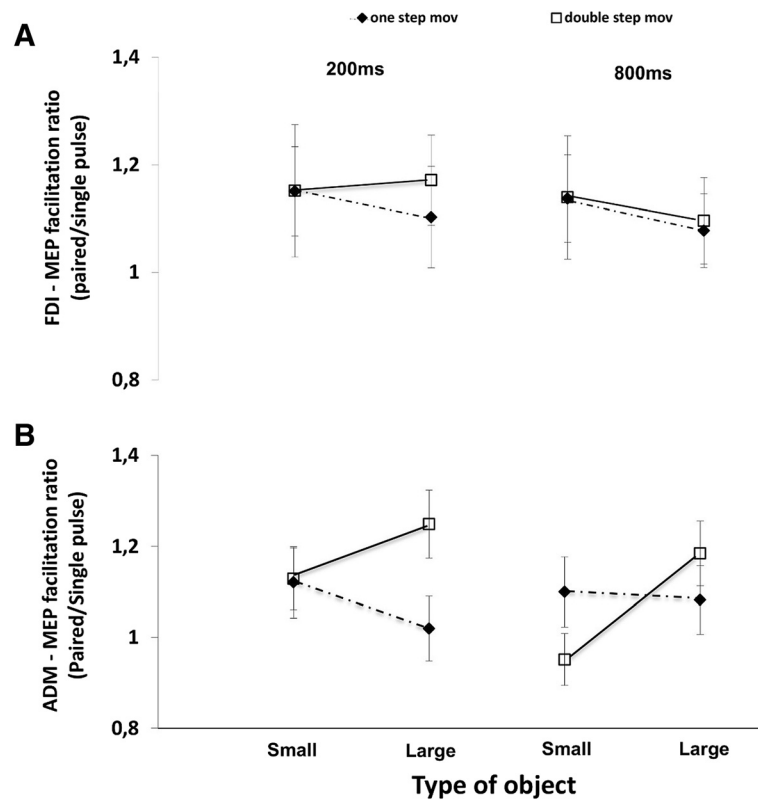 one step mov double step mov
A
200ms 800ms
FDI - MEP facilitation ratio
(paired/single pulse)
1,4
1,2
1
0,8
B
ADM - MEP facilitation ratio
(Paired/Single pulse)
1,4
1,2
1
0,8
Small Large Small Large
Type of object